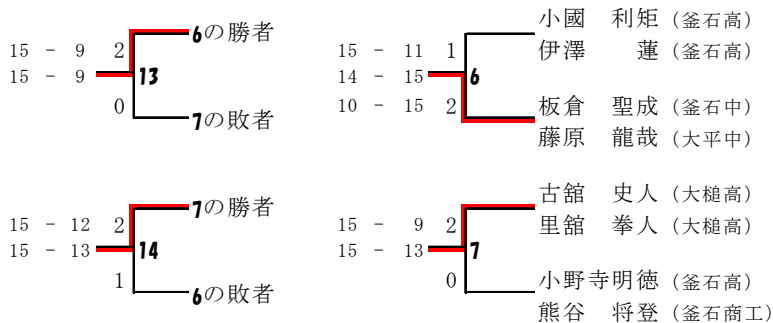 6の勝者
15 - 9 2
15 - 9 13
0
7の敗者
小國 利矩 (釜石高)
15 - 11 1 伊澤 蓮 (釜石高)
14 - 15 6
10 - 15 2 板倉 聖成 (釜石中)
藤原 龍哉 (大平中)
7の勝者
15 - 12 2
15 - 13 14
1
6の敗者
古舘 史人 (大槌高)
15 - 9 2 里舘 拳人 (大槌高)
15 - 13 7
0 小野寺明徳 (釜石高)
熊谷 将登 (釜石商工)